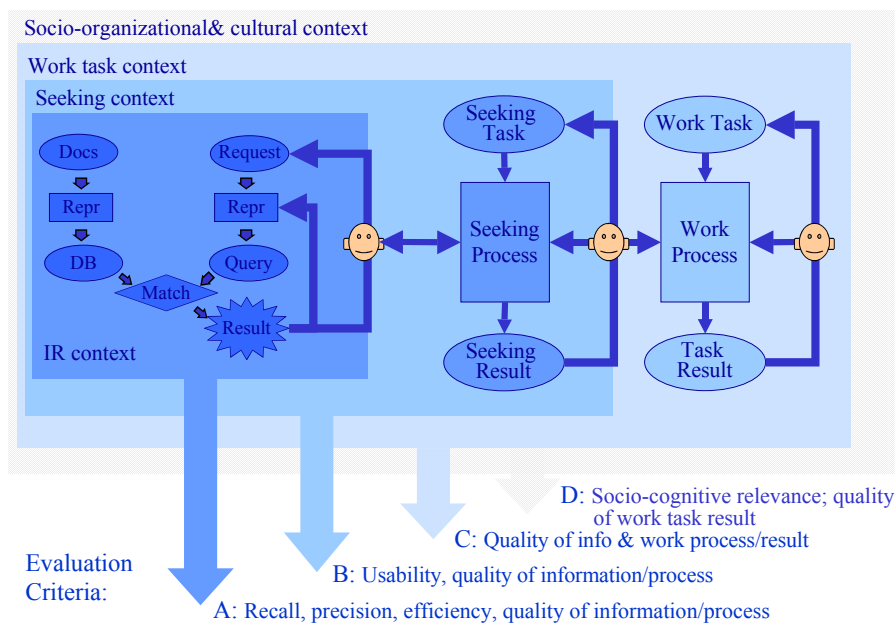 Socio-organizational& cultural context
Work task context
Seeking context
Docs
Repr
DB
Request
Repr
Query
Match
Result
IR context
Seeking
Task
Seeking
Process
Seeking
Result
Work Task
Work
Process
Task
Result
D: Socio-cognitive relevance; quality
of work task result
C: Quality of info & work process/result
B: Usability, quality of information/process
Evaluation
Criteria:
A: Recall, precision, efficiency, quality of information/process